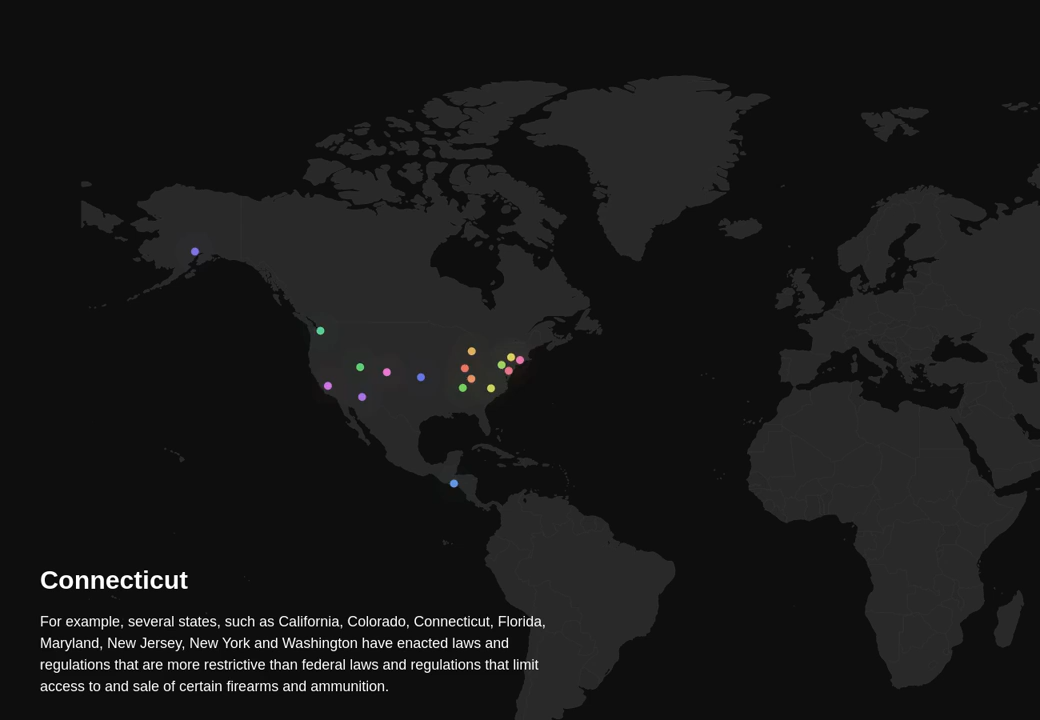 Connecticut
For example, several states, such as California, Colorado, Connecticut, Florida,
Maryland, New Jersey, New York and Washington have enacted laws and
regulations that are more restrictive than federal laws and regulations that limit
access to and sale of certain firearms and ammunition.